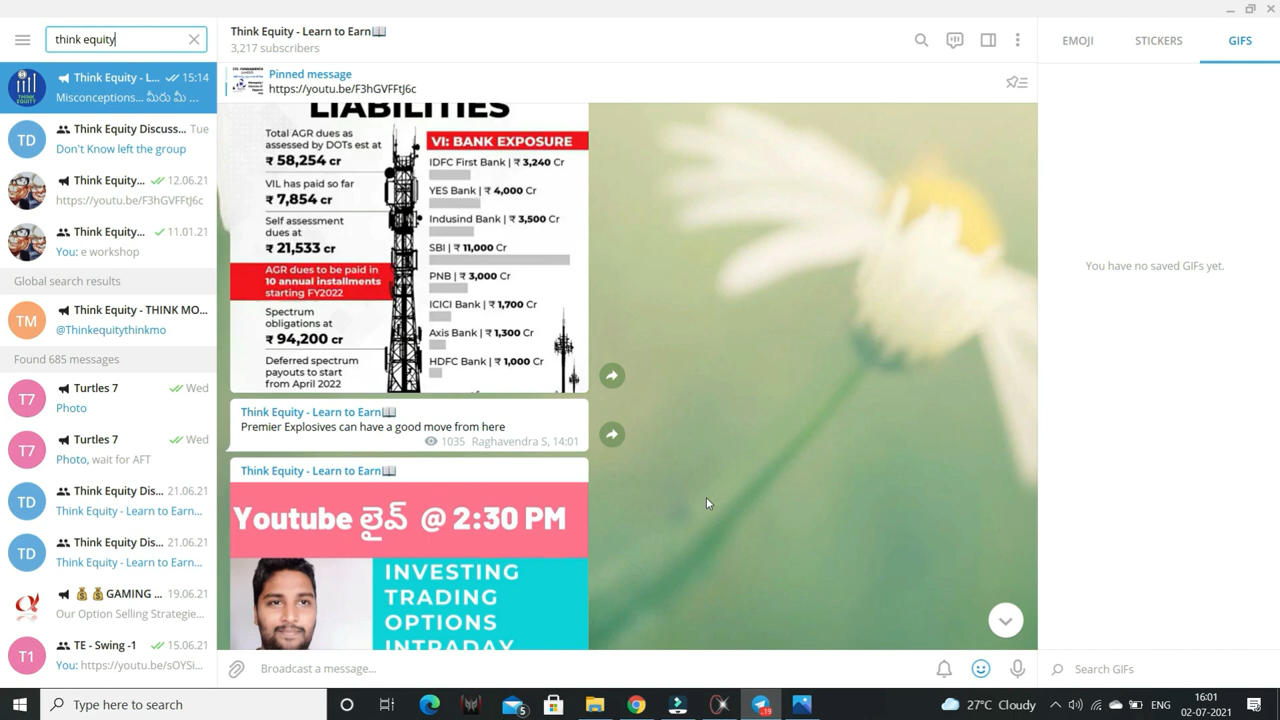 think equity
Think Equity - L... 15:14
Misconceptions... మీరు మీ ...
TD
Think Equity Discuss... Tue
Don't Know left the group
Think Equity... 12.06.21
https://youtu.be/F3hGVFFtJ6c
Think Equity... 11.01.21
You: e workshop
Global search results
TM
Think Equity - THINK MO...
@Thinkequitythinkmo
Found 685 messages
T7
Turtles 7 Wed
Photo
T7
Turtles 7 Wed
Photo, wait for AFT
TD
Think Equity Dis... 21.06.21
Think Equity - Learn to Earn...
TD
Think Equity Dis... 21.06.21
Think Equity - Learn to Earn...
GAMING ... 19.06.21
Our Option Selling Strategie...
T1
TE - Swing -1 15.06.21
You: https://youtu.be/sOYSi...
Think Equity - Learn to Earn
3,217 subscribers
Pinned message
https://youtu.be/F3hGVFFtJ6c
LIABILITIES
Total AGR dues as
assessed by DOTs est at
₹ 58,254 cr
VIL has paid so far
₹ 7,854 cr
Self assessment
dues at
₹ 21,533 cr
AGR dues to be paid in
10 annual installments
starting FY2022
Spectrum
obligations at
₹ 94,200 cr
Deferred spectrum
payouts to start
from April 2022
VI: BANK EXPOSURE
IDFC First Bank | ₹ 3,240 Cr
YES Bank | ₹ 4,000 Cr
Indusind Bank | ₹ 3,500 Cr
SBI | ₹ 11,000 Cr
PNB | ₹ 3,000 Cr
ICICI Bank | ₹ 1,700 Cr
Axis Bank | ₹ 1,300 Cr
HDFC Bank | ₹ 1,000 Cr
Think Equity - Learn to Earn
Premier Explosives can have a good move from here
1035 Raghavendra S, 14:01
Think Equity - Learn to Earn
Youtube లైవ్ @ 2:30 PM
INVESTING
TRADING
OPTIONS
INTRADAY
Broadcast a message...
EMOJI STICKERS GIFS
You have no saved GIFs yet.
Search GIFs
Type here to search
5
19
27°C Cloudy
ENG
16:01
02-07-2021